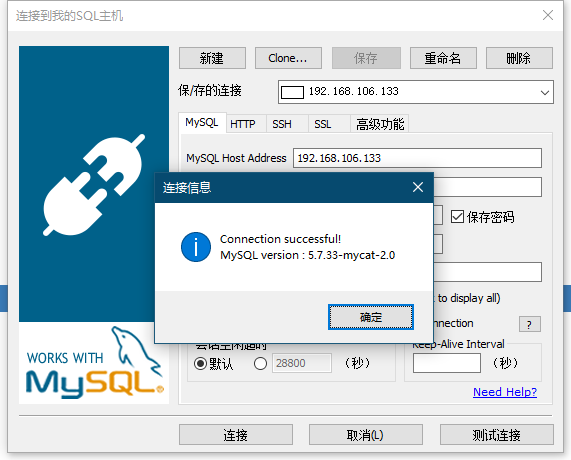 连接到我的SQL主机
新建
Clone...
保存
重命名
删除
保/存的连接
192.168.106.133
MySQL
HTTP
SSH
SSL
高级功能
MySQL Host Address
192.168.106.133
连接信息
保存密码
Connection successful!
MySQL version : 5.7.33-mycat-2.0
to display all)
确定
onnection
?
会话空闲超时
Keep-Alive Interval
默认
28800
(秒)
(秒)
Need Help?
WORKS WITH
MySQL®
连接
取消(L)
测试连接